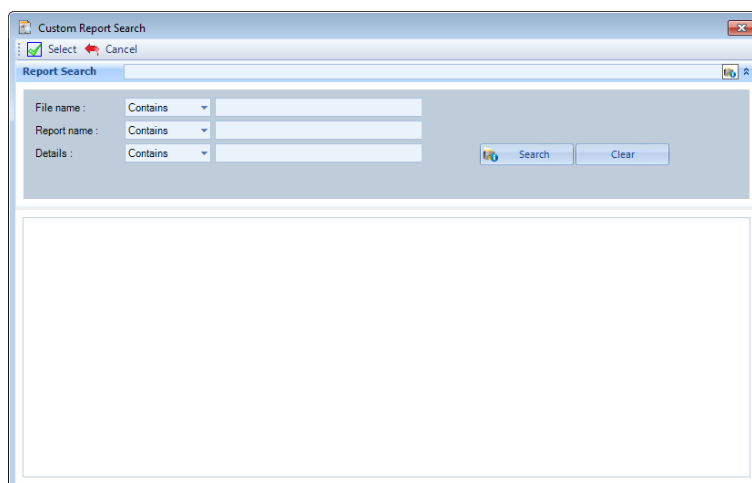 Custom Report Search
Select Cancel
Report Search
File name : Contains
Report name : Contains
Details : Contains
Search Clear